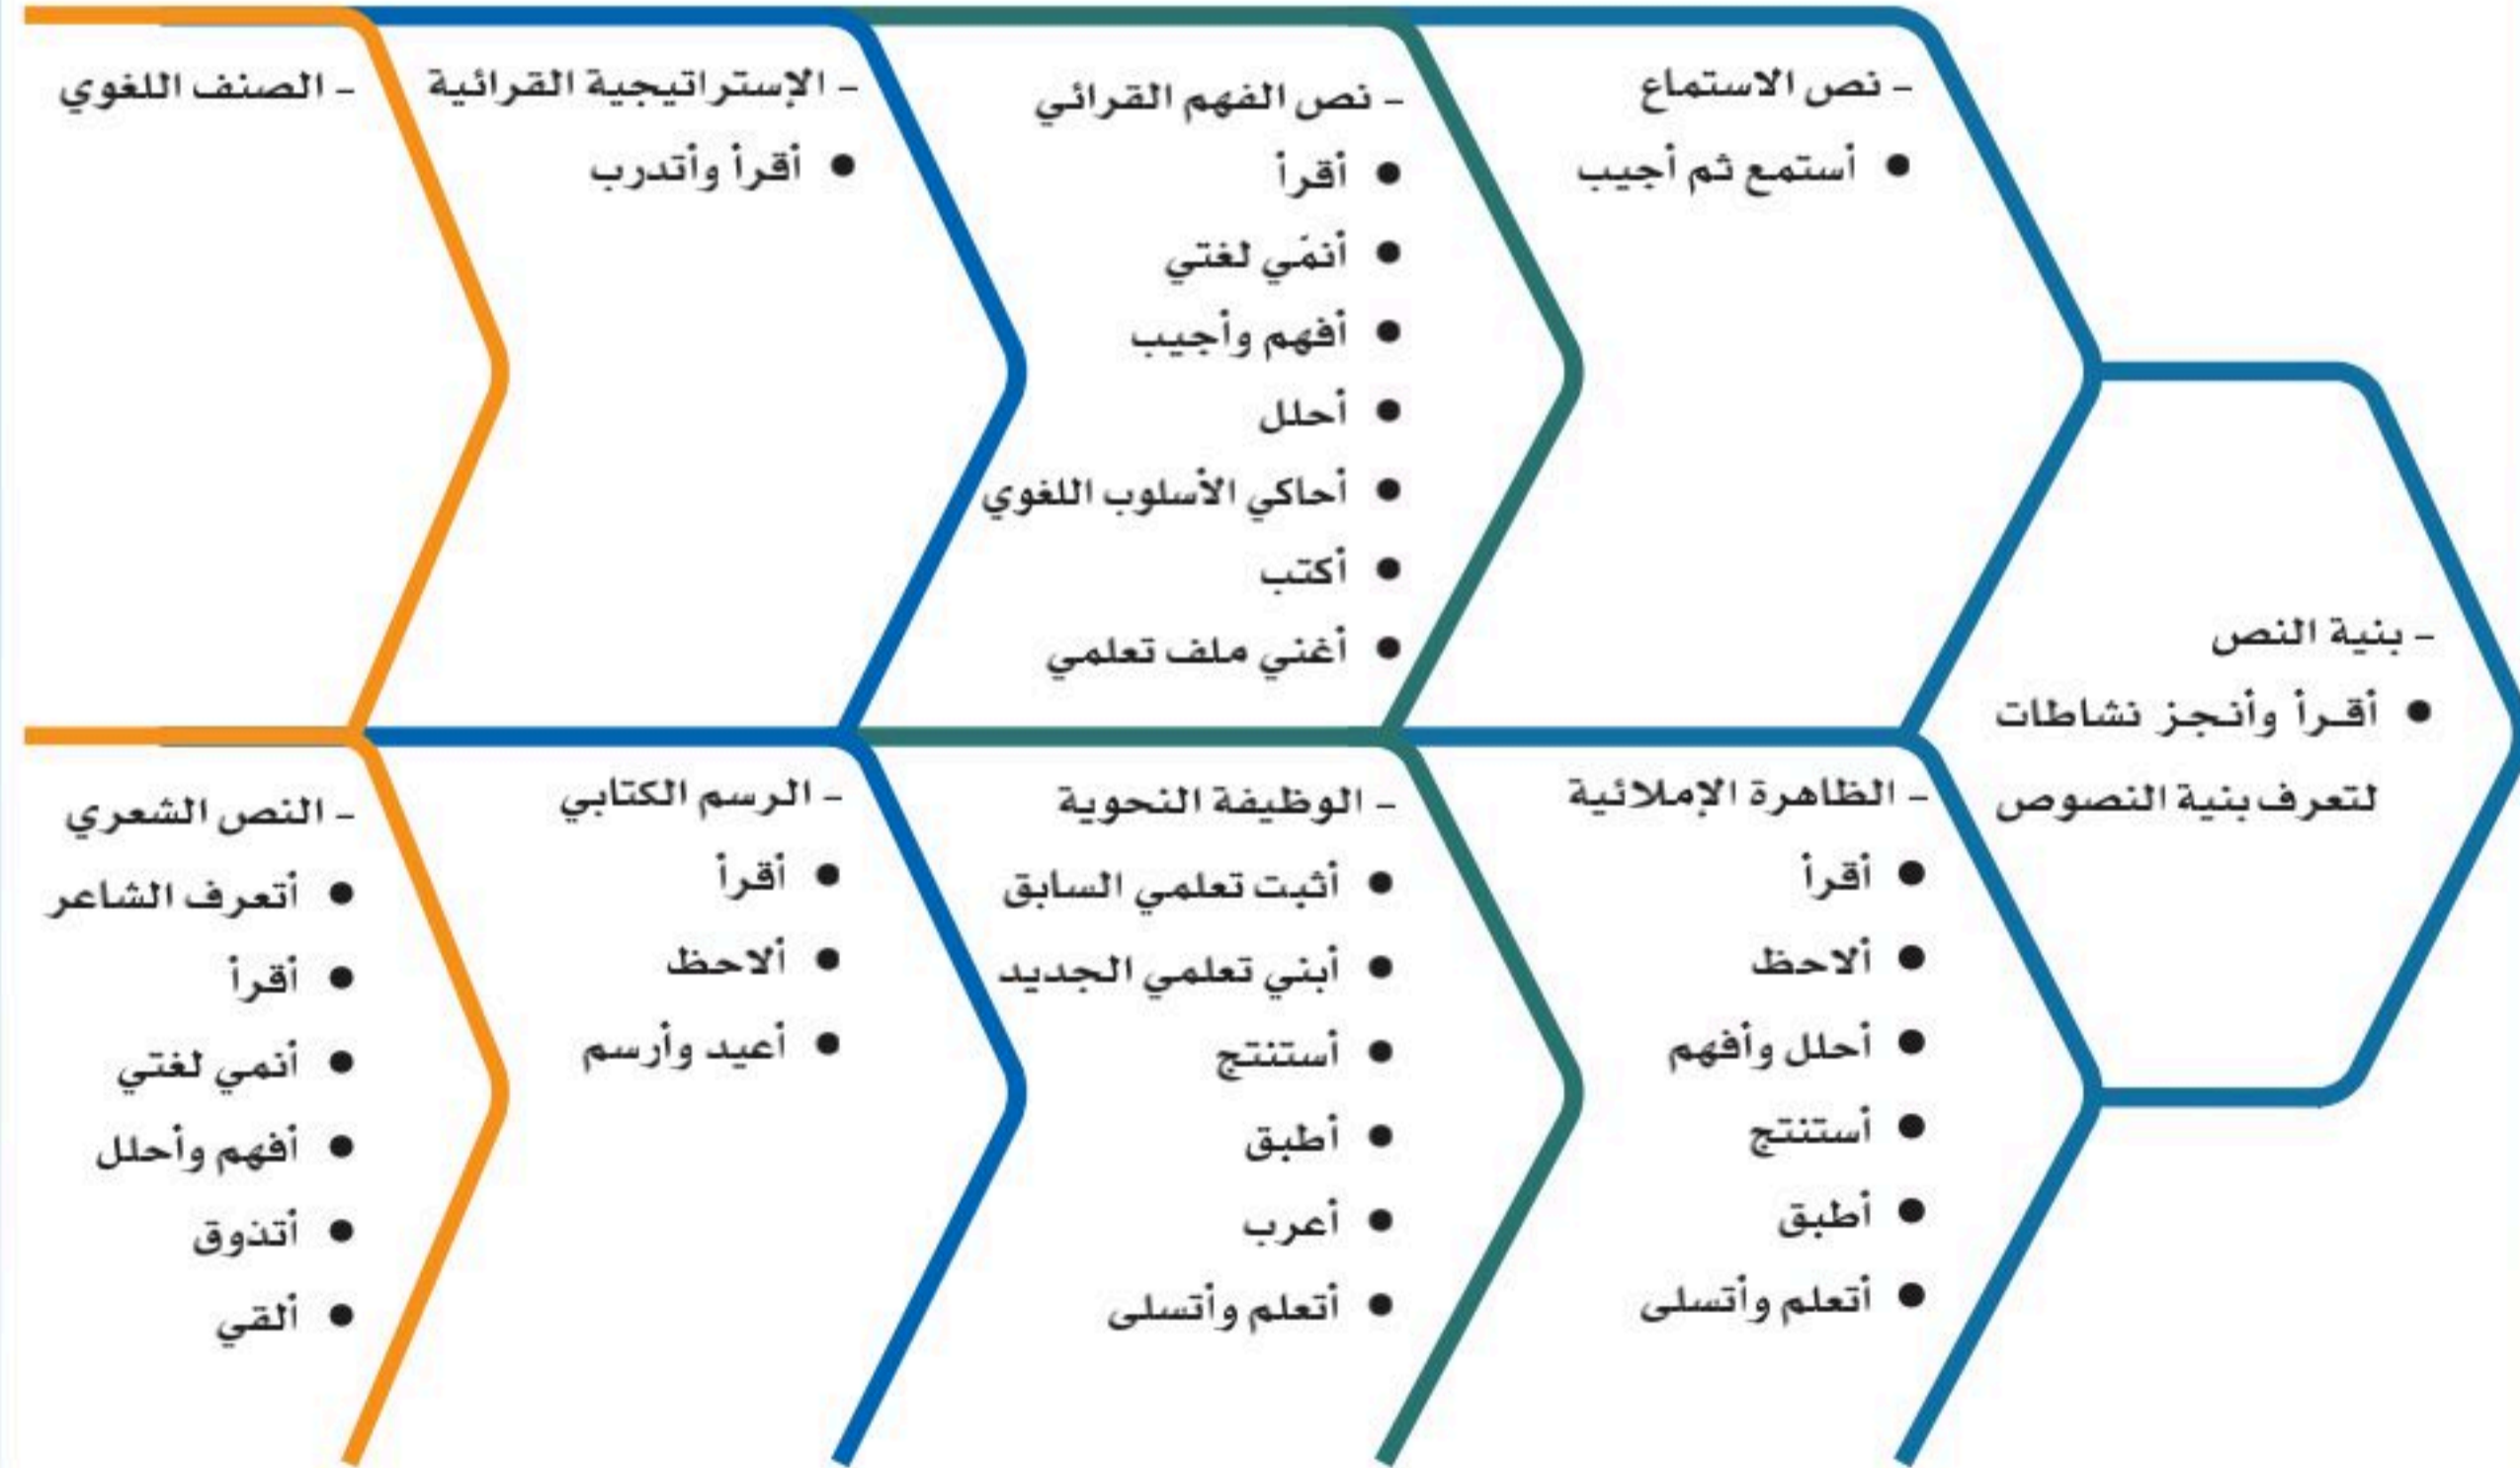 - بنية النص
● أقرأ وأنجز نشاطات
لتعرف بنية النصوص
- نص الاستماع
● أستمع ثم أجيب
- نص الفهم القرائي
● أقرأ
● أنمّي لغتي
● أفهم وأجيب
● أحلل
● أحاكي الأسلوب اللغوي
● أكتب
● أغني ملف تعلمي
- الإستراتيجية القرائية
● أقرأ وأتدرب
- الصنف اللغوي
- الظاهرة الإملائية
● أقرأ
● ألاحظ
● أحلل وأفهم
● أستنتج
● أطبق
● أتعلم وأتسلى
- الوظيفة النحوية
● أثبت تعلمي السابق
● أبني تعلمي الجديد
● أستنتج
● أطبق
● أعرب
● أتعلم وأتسلى
- الرسم الكتابي
● أقرأ
● ألاحظ
● أعيد وأرسم
- النص الشعري
● أتعرف الشاعر
● أقرأ
● أنمي لغتي
● أفهم وأحلل
● أتذوق
● ألقي